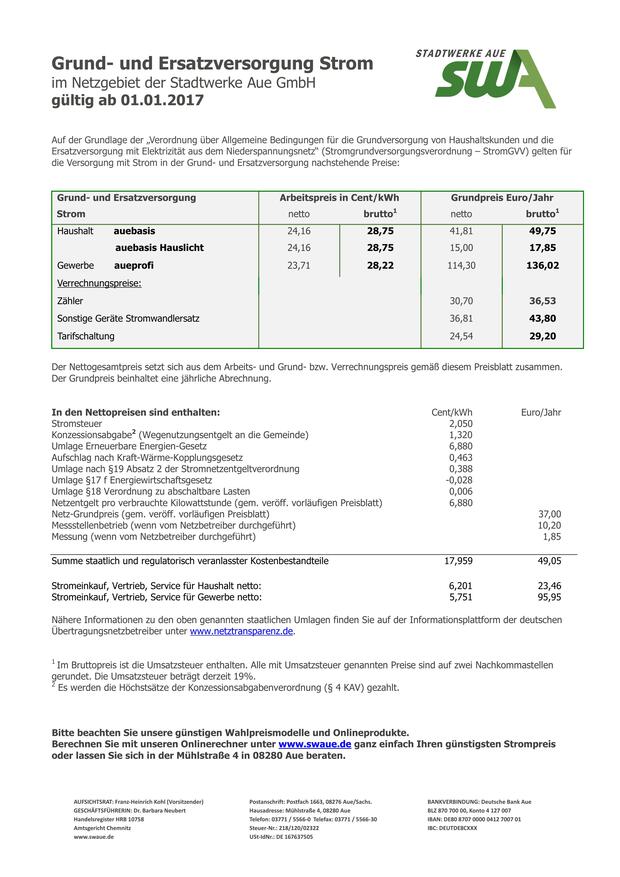 Grund- und Ersatzversorgung Strom
im Netzgebiet der Stadtwerke Aue GmbH
gültig ab 01.01.2017
STADTWERKE AUE
swA
Auf der Grundlage der „Verordnung über Allgemeine Bedingungen für die Grundversorgung von Haushaltskunden und die
Ersatzversorgung mit Elektrizität aus dem Niederspannungsnetz“ (Stromgrundversorgungsverordnung – StromGVV) gelten für
die Versorgung mit Strom in der Grund- und Ersatzversorgung nachstehende Preise:
Grund- und Ersatzversorgung Arbeitspreis in Cent/kWh Grundpreis Euro/Jahr
Strom netto brutto¹ netto brutto¹
Haushalt auebasis 24,16 28,75 41,81 49,75
auebasis Hauslicht 24,16 28,75 15,00 17,85
Gewerbe aueprofi 23,71 28,22 114,30 136,02
Verrechnungspreise:
Zähler 30,70 36,53
Sonstige Geräte Stromwandlersatz 36,81 43,80
Tarifschaltung 24,54 29,20
Der Nettogesamtpreis setzt sich aus dem Arbeits- und Grund- bzw. Verrechnungspreis gemäß diesem Preisblatt zusammen.
Der Grundpreis beinhaltet eine jährliche Abrechnung.
In den Nettopreisen sind enthalten: Cent/kWh Euro/Jahr
Stromsteuer 2,050
Konzessionsabgabe² (Wegenutzungsentgelt an die Gemeinde) 1,320
Umlage Erneuerbare Energien-Gesetz 6,880
Aufschlag nach Kraft-Wärme-Kopplungsgesetz 0,463
Umlage nach §19 Absatz 2 der Stromnetzentgeltverordnung 0,388
Umlage §17 f Energiewirtschaftsgesetz -0,028
Umlage §18 Verordnung zu abschaltbare Lasten 0,006
Netzentgelt pro verbrauchte Kilowattstunde (gem. veröff. vorläufigen Preisblatt) 6,880
Netz-Grundpreis (gem. veröff. vorläufigen Preisblatt) 37,00
Messstellenbetrieb (wenn vom Netzbetreiber durchgeführt) 10,20
Messung (wenn vom Netzbetreiber durchgeführt) 1,85
Summe staatlich und regulatorisch veranlasster Kostenbestandteile 17,959 49,05
Stromeinkauf, Vertrieb, Service für Haushalt netto: 6,201 23,46
Stromeinkauf, Vertrieb, Service für Gewerbe netto: 5,751 95,95
Nähere Informationen zu den oben genannten staatlichen Umlagen finden Sie auf der Informationsplattform der deutschen
Übertragungsnetzbetreiber unter www.netztransparenz.de.
¹ Im Bruttopreis ist die Umsatzsteuer enthalten. Alle mit Umsatzsteuer genannten Preise sind auf zwei Nachkommastellen
gerundet. Die Umsatzsteuer beträgt derzeit 19%.
² Es werden die Höchstsätze der Konzessionsabgabenverordnung (§ 4 KAV) gezahlt.
Bitte beachten Sie unsere günstigen Wahlpreismodelle und Onlineprodukte.
Berechnen Sie mit unseren Onlinerechner unter www.swaue.de ganz einfach Ihren günstigsten Strompreis
oder lassen Sie sich in der Mühlstraße 4 in 08280 Aue beraten.
AUFSICHTSRAT: Franz-Heinrich Kohl (Vorsitzender)
GESCHÄFTSFÜHRERIN: Dr. Barbara Neubert
Handelsregister HRB 10758
Amtsgericht Chemnitz
www.swaue.de
Postanschrift: Postfach 1663, 08276 Aue/Sachs.
Hausadresse: Mühlstraße 4, 08280 Aue
Telefon: 03771 / 5566-0 Telefax: 03771 / 5566-30
Steuer-Nr.: 218/120/02322
USt-IdNr.: DE 167637505
BANKVERBINDUNG: Deutsche Bank Aue
BLZ 870 700 00, Konto 4 127 007
IBAN: DE80 8707 0000 0412 7007 01
IBC: DEUTDE8CXXX